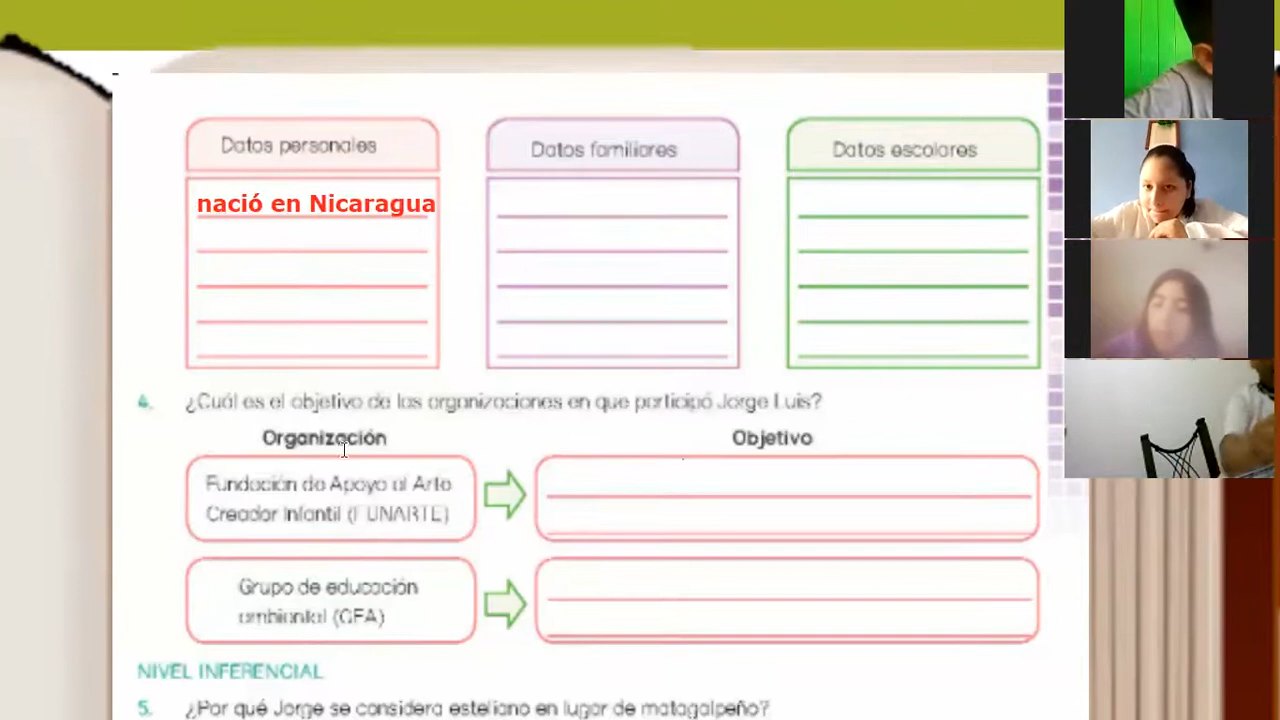 Datos personales
Datos familiares
Datos escolares
nació en Nicaragua
4. ¿Cuál es el objetivo de las organizaciones en que participó Jorge Luis?
Organización
Objetivo
Fundación de Apoyo al Arte
Creador Infantil (FUNARTE)
Grupo de educación
ambiental (GEA)
NIVEL INFERENCIAL
5. ¿Por qué Jorge se considera esteliano en lugar de matagalpeño?